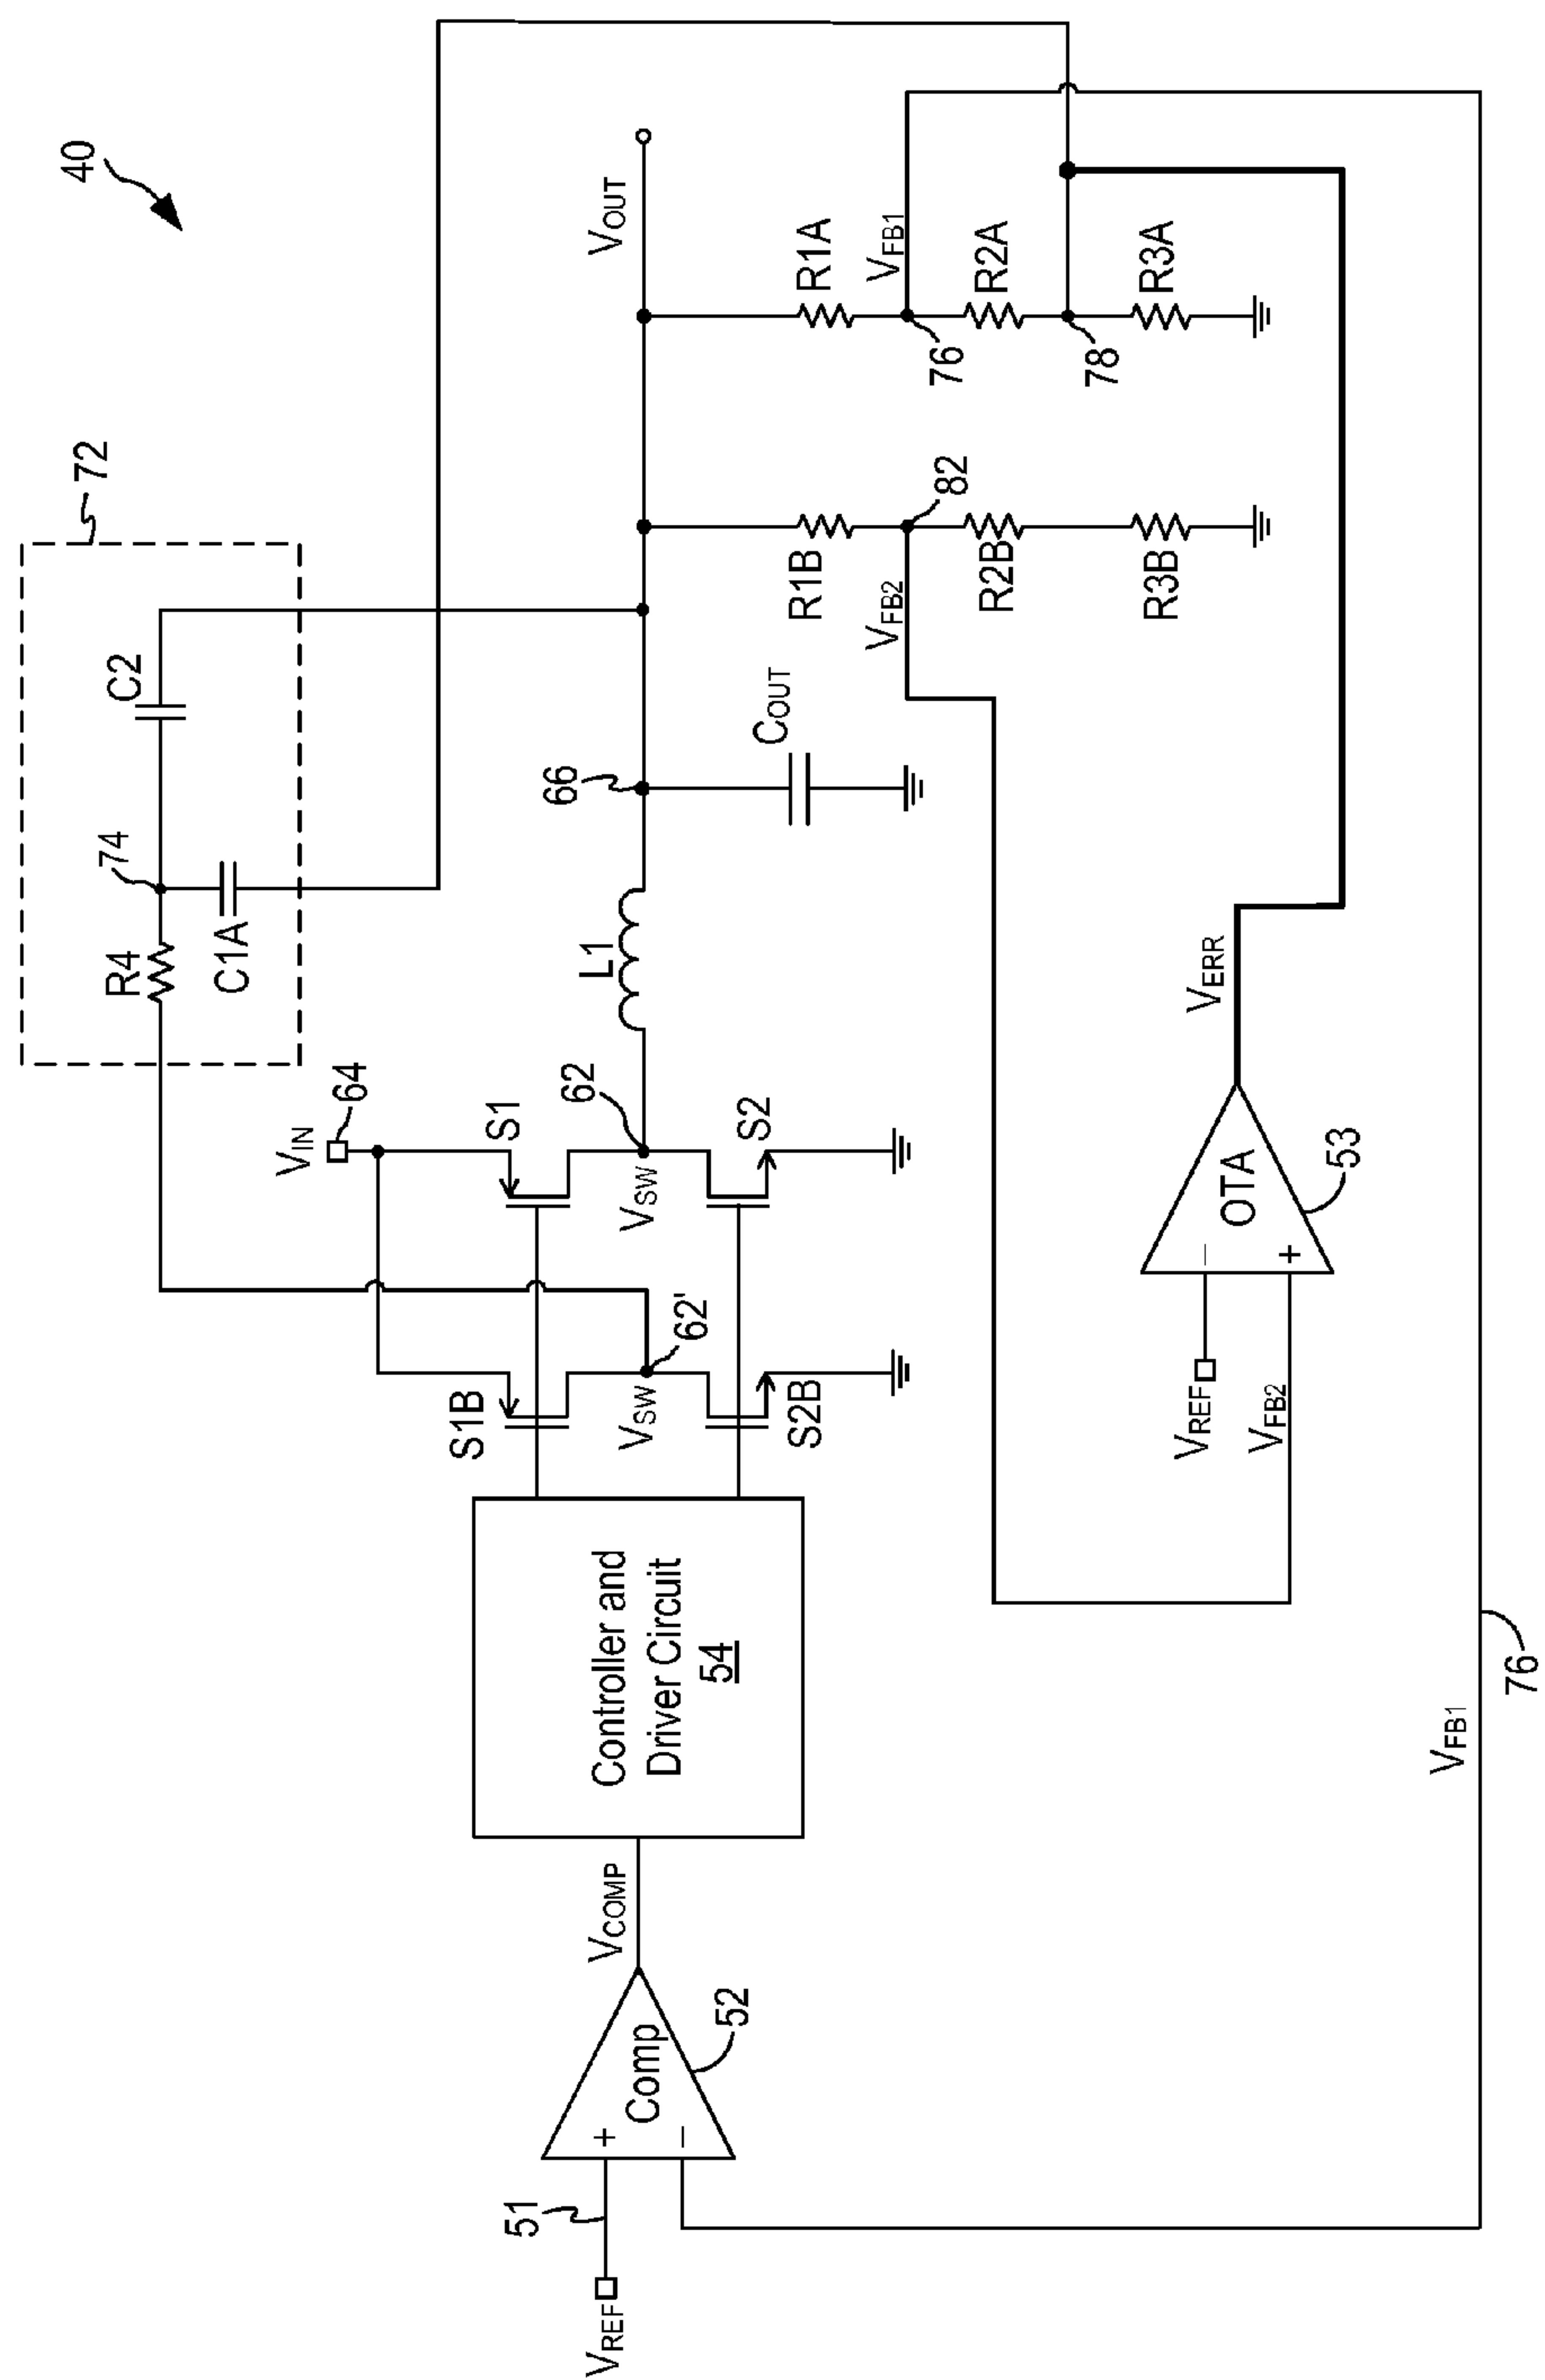 40
72
C2
74
R4
C1A
VIN
64
S1
S1B
62
VSW
S2
62'
VSW
S2B
L1
66
COUT
VOUT
R1A
VFB1
76
R2A
78
R3A
R1B
VFB2
82
R2B
R3B
Controller and
Driver Circuit
54
VCOMP
Comp
+
−
52
51
VREF
OTA
−
+
53
VERR
VREF
VFB2
VFB1
76